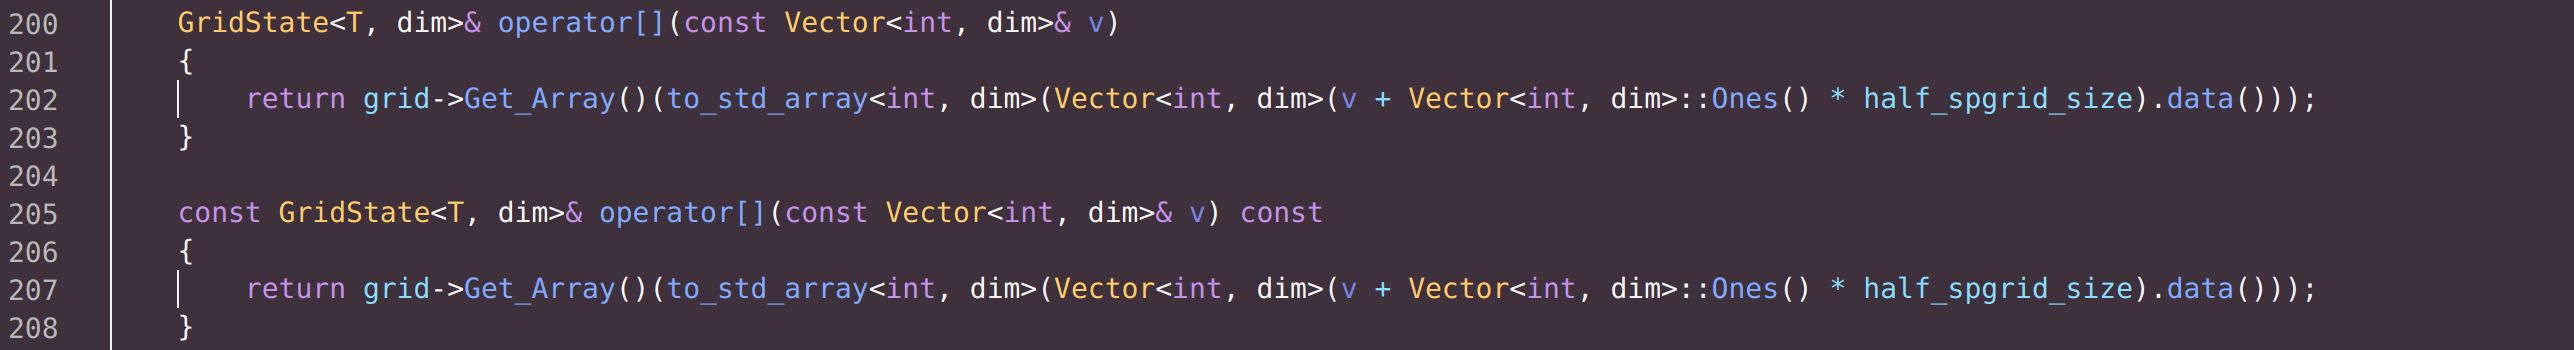 200 GridState<T, dim>& operator[](const Vector<int, dim>& v)
201 {
202 return grid->Get_Array()(to_std_array<int, dim>(Vector<int, dim>(v + Vector<int, dim>::Ones() * half_spgrid_size).data()));
203 }
204
205 const GridState<T, dim>& operator[](const Vector<int, dim>& v) const
206 {
207 return grid->Get_Array()(to_std_array<int, dim>(Vector<int, dim>(v + Vector<int, dim>::Ones() * half_spgrid_size).data()));
208 }